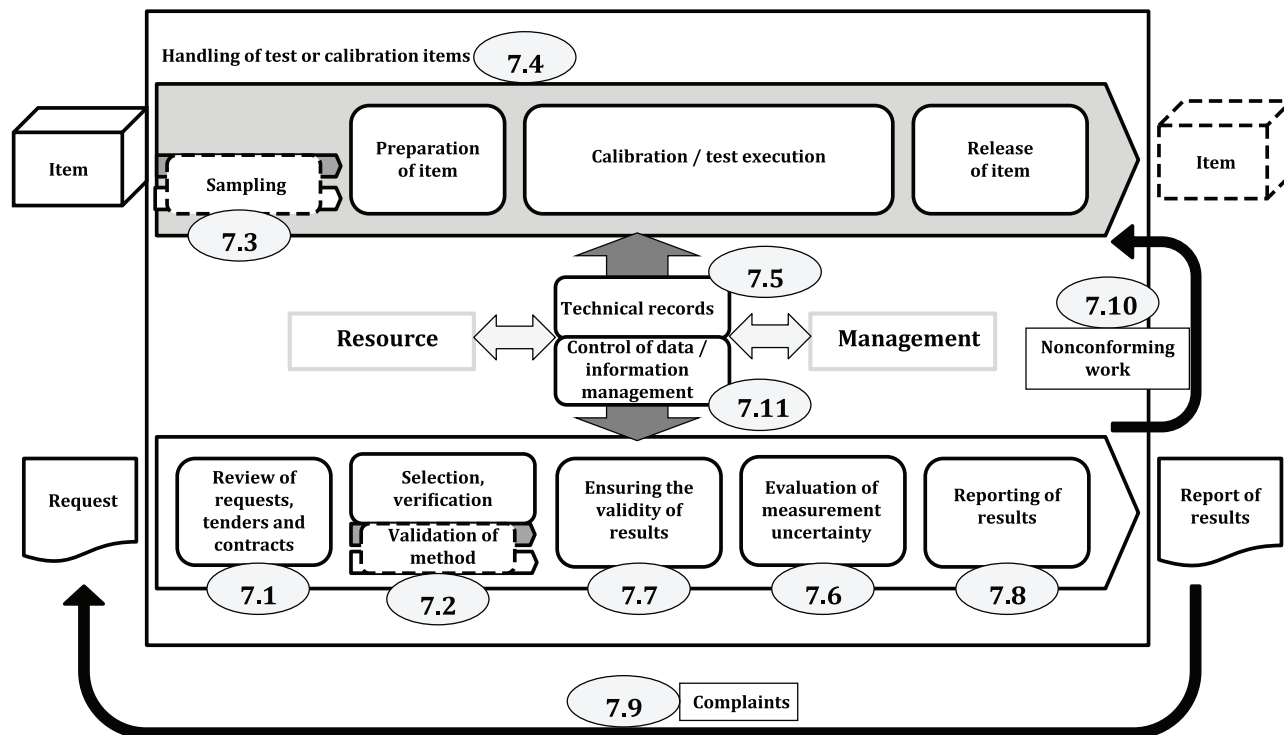 Handling of test or calibration items
7.4
Item
Sampling
7.3
Preparation
of item
Calibration / test execution
Release
of item
Item
7.5
Technical records
Resource
Management
Control of data /
information
management
7.11
7.10
Nonconforming
work
Request
Review of
requests,
tenders and
contracts
7.1
Selection,
verification
Validation of
method
7.2
Ensuring the
validity of
results
7.7
Evaluation of
measurement
uncertainty
7.6
Reporting of
results
7.8
Report of
results
7.9
Complaints